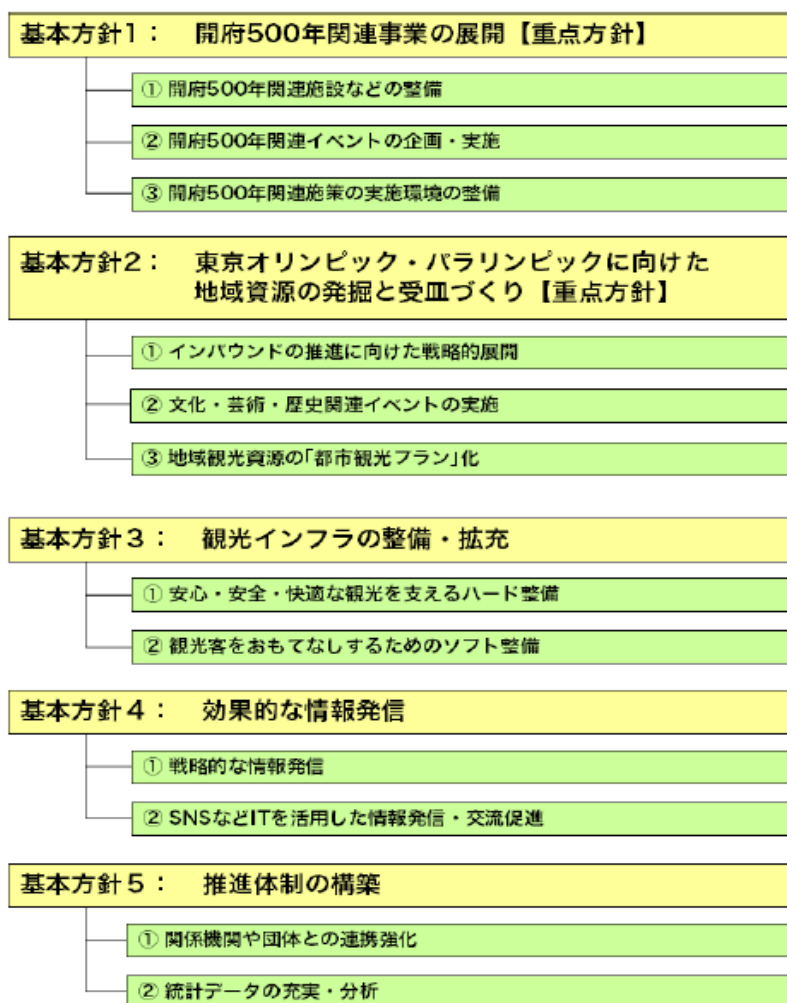 基本方針1： 開府500年関連事業の展開【重点方針】
① 開府500年関連施設などの整備
② 開府500年関連イベントの企画・実施
③ 開府500年関連施策の実施環境の整備
基本方針2： 東京オリンピック・パラリンピックに向けた
地域資源の発掘と受皿づくり【重点方針】
① インバウンドの推進に向けた戦略的展開
② 文化・芸術・歴史関連イベントの実施
③ 地域観光資源の｢都市観光プラン｣化
基本方針３： 観光インフラの整備・拡充
① 安心・安全・快適な観光を支えるハード整備
② 観光客をおもてなしするためのソフト整備
基本方針４： 効果的な情報発信
① 戦略的な情報発信
② SNSなどITを活用した情報発信・交流促進
基本方針５： 推進体制の構築
① 関係機関や団体との連携強化
② 統計データの充実・分析